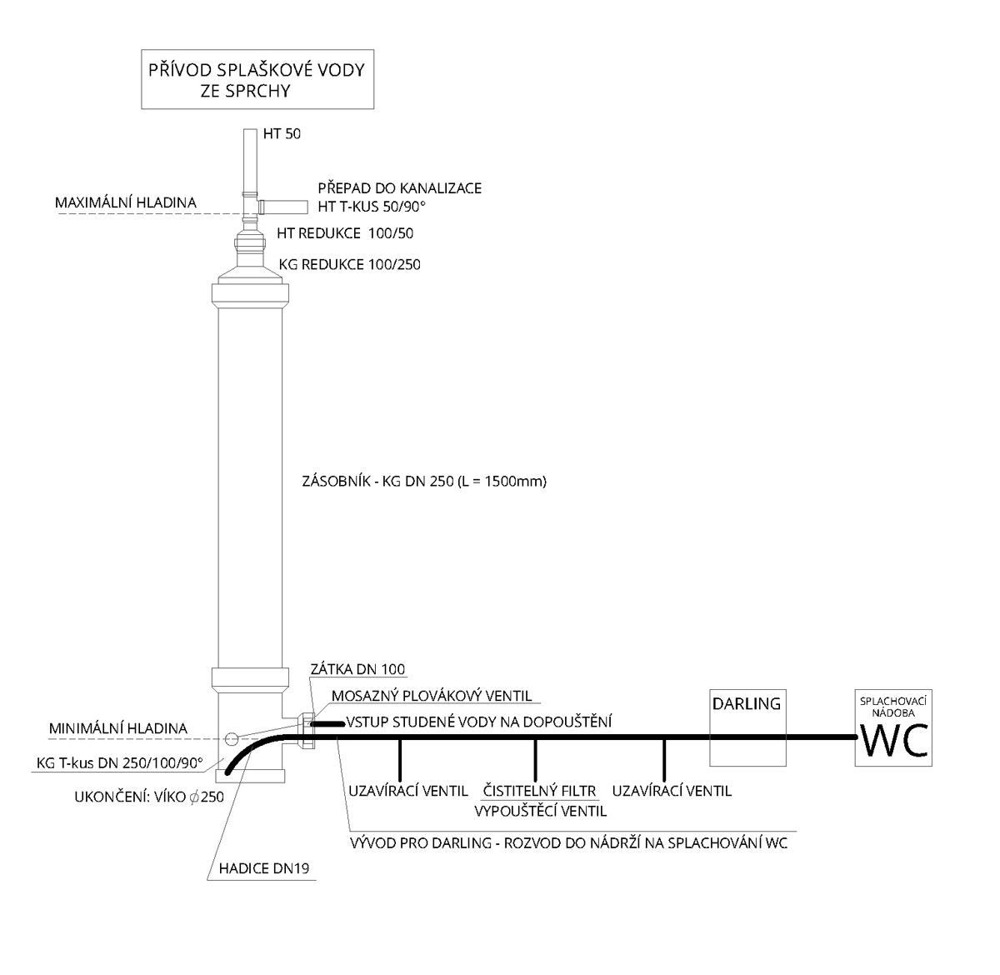 PŘÍVOD SPLAŠKOVÉ VODY
ZE SPRCHY
HT 50
PŘEPAD DO KANALIZACE
MAXIMÁLNÍ HLADINA
HT T-KUS 50/90°
HT REDUKCE 100/50
KG REDUKCE 100/250
ZÁSOBNÍK - KG DN 250 (L = 1500mm)
ZÁTKA DN 100
MOSAZNÝ PLOVÁKOVÝ VENTIL
VSTUP STUDENÉ VODY NA DOPOUŠTĚNÍ
DARLING
SPLACHOVACÍ
NÁDOBA
WC
MINIMÁLNÍ HLADINA
KG T-kus DN 250/100/90°
UKONČENÍ: VÍKO ∅250
UZAVÍRACÍ VENTIL
ČISTITELNÝ FILTR
VYPOUŠTĚCÍ VENTIL
UZAVÍRACÍ VENTIL
VÝVOD PRO DARLING - ROZVOD DO NÁDRŽÍ NA SPLACHOVÁNÍ WC
HADICE DN19